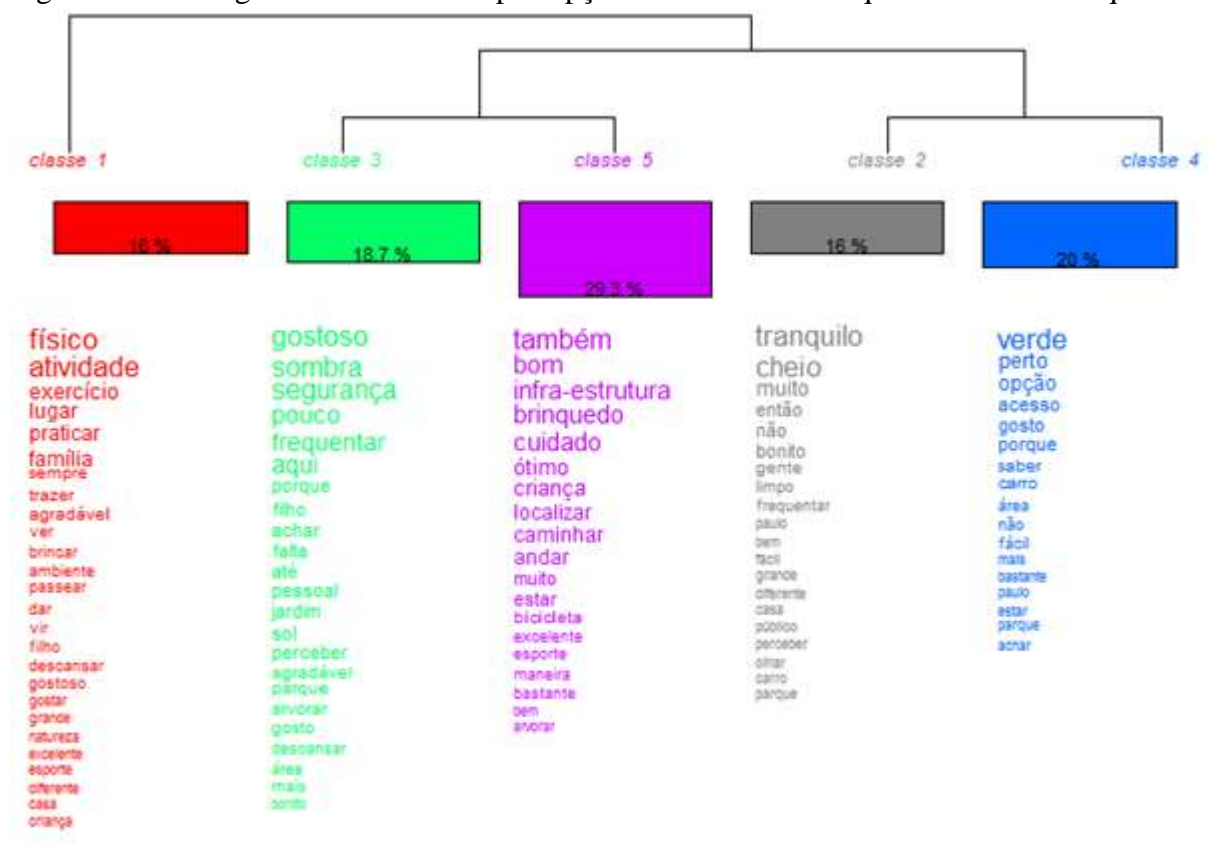 classe 1
classe 3
classe 5
classe 2
classe 4
16 %
18.7 %
29.3 %
16 %
20 %
físico
atividade
exercício
lugar
praticar
família
sempre
trazer
agradável
ver
brincar
ambiente
passear
dar
vir
filho
descansar
gostoso
gostar
grande
natureza
excelente
esporte
diferente
casa
criança
gostoso
sombra
segurança
pouco
frequentar
aqui
porque
filho
achar
falta
até
pessoal
jardim
sol
perceber
agradável
parque
arvorar
gosto
descansar
área
mais
bonito
também
bom
infra-estrutura
brinquedo
cuidado
ótimo
criança
localizar
caminhar
andar
muito
estar
bicicleta
excelente
esporte
maneira
bastante
bem
arvorar
tranquilo
cheio
muito
então
não
bonito
gente
limpo
frequentar
paulo
bem
fácil
grande
diferente
casa
público
perceber
olhar
carro
parque
verde
perto
opção
acesso
gosto
porque
saber
carro
área
não
fácil
mais
bastante
paulo
estar
parque
achar